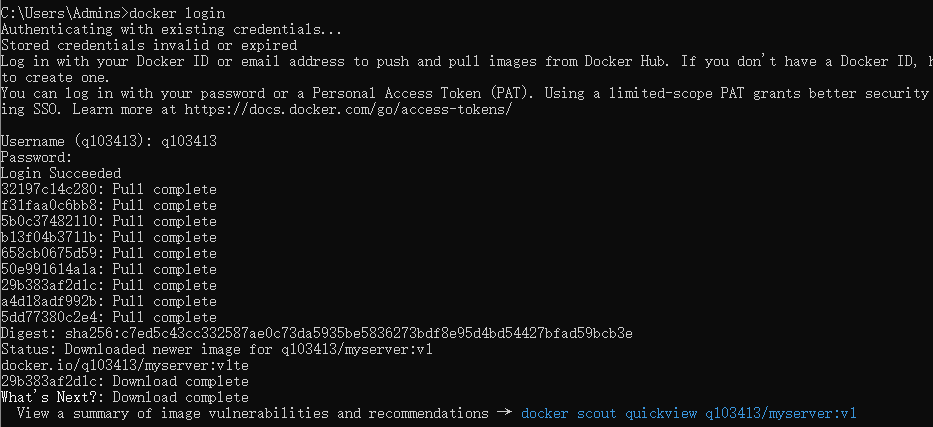 C:\Users\Admins>docker login
Authenticating with existing credentials...
Stored credentials invalid or expired
Log in with your Docker ID or email address to push and pull images from Docker Hub. If you don't have a Docker ID, h
to create one.
You can log in with your password or a Personal Access Token (PAT). Using a limited-scope PAT grants better security
ing SSO. Learn more at https://docs.docker.com/go/access-tokens/
Username (q103413): q103413
Password:
Login Succeeded
32197c14c280: Pull complete
f31faa0c6bb8: Pull complete
5b0c37482110: Pull complete
b13f04b3711b: Pull complete
658cb0675d59: Pull complete
50e991614a1a: Pull complete
29b383af2d1c: Pull complete
a4d18adf992b: Pull complete
5dd77380c2e4: Pull complete
Digest: sha256:c7ed5c43cc332587ae0c73da5935be5836273bdf8e95d4bd54427bfad59bcb3e
Status: Downloaded newer image for q103413/myserver:v1
docker.io/q103413/myserver:v1te
29b383af2d1c: Download complete
What's Next?: Download complete
  View a summary of image vulnerabilities and recommendations → docker scout quickview q103413/myserver:v1